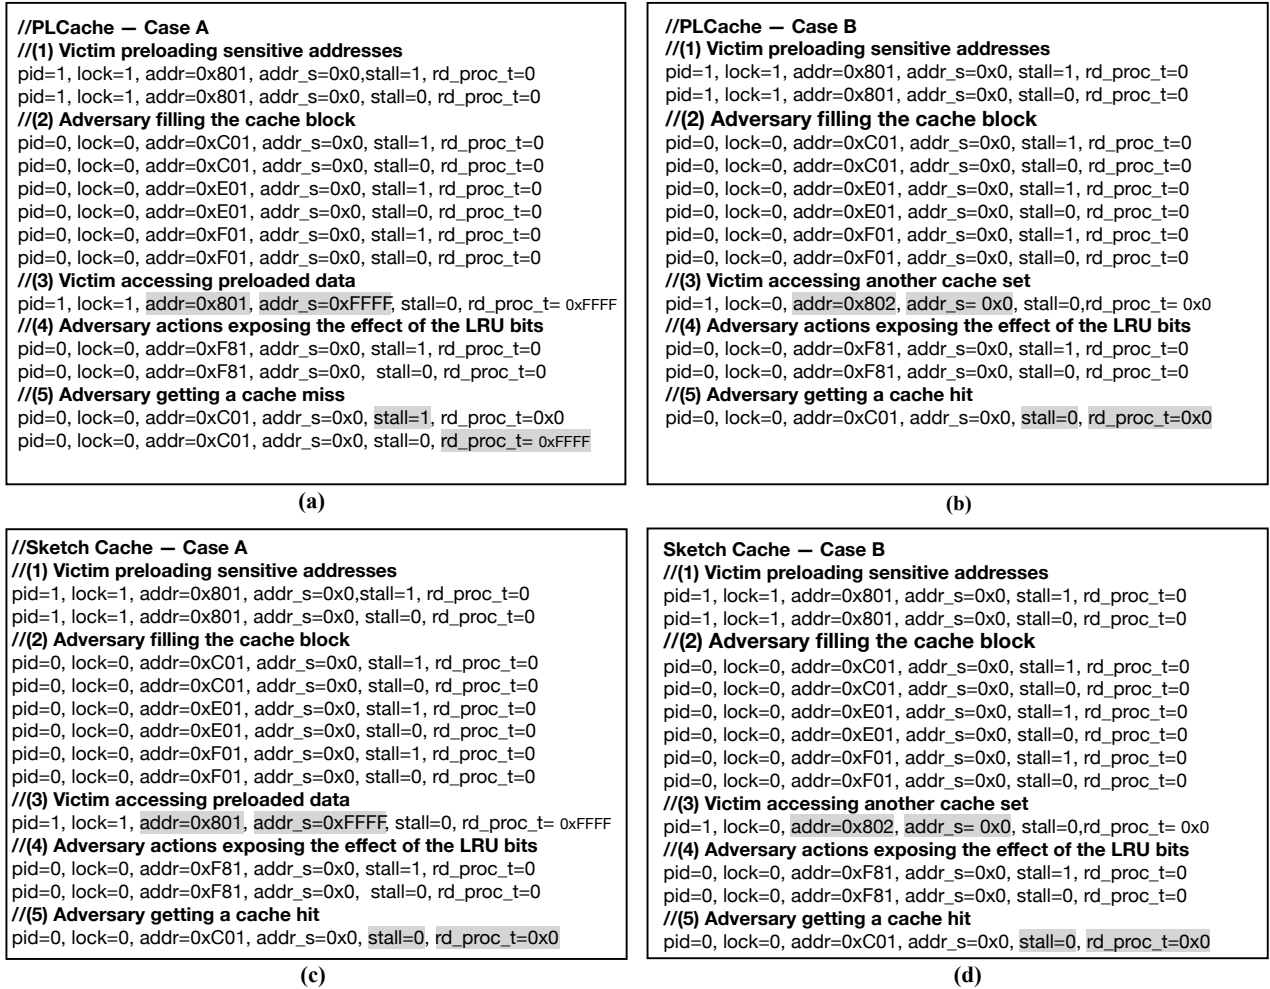 //PLCache — Case A
//(1) Victim preloading sensitive addresses
pid=1, lock=1, addr=0x801, addr_s=0x0,stall=1, rd_proc_t=0
pid=1, lock=1, addr=0x801, addr_s=0x0, stall=0, rd_proc_t=0
//(2) Adversary filling the cache block
pid=0, lock=0, addr=0xC01, addr_s=0x0, stall=1, rd_proc_t=0
pid=0, lock=0, addr=0xC01, addr_s=0x0, stall=0, rd_proc_t=0
pid=0, lock=0, addr=0xE01, addr_s=0x0, stall=1, rd_proc_t=0
pid=0, lock=0, addr=0xE01, addr_s=0x0, stall=0, rd_proc_t=0
pid=0, lock=0, addr=0xF01, addr_s=0x0, stall=1, rd_proc_t=0
pid=0, lock=0, addr=0xF01, addr_s=0x0, stall=0, rd_proc_t=0
//(3) Victim accessing preloaded data
pid=1, lock=1, addr=0x801, addr_s=0xFFFF, stall=0, rd_proc_t= 0xFFFF
//(4) Adversary actions exposing the effect of the LRU bits
pid=0, lock=0, addr=0xF81, addr_s=0x0, stall=1, rd_proc_t=0
pid=0, lock=0, addr=0xF81, addr_s=0x0, stall=0, rd_proc_t=0
//(5) Adversary getting a cache miss
pid=0, lock=0, addr=0xC01, addr_s=0x0, stall=1, rd_proc_t=0x0
pid=0, lock=0, addr=0xC01, addr_s=0x0, stall=0, rd_proc_t= 0xFFFF
(a)
//PLCache — Case B
//(1) Victim preloading sensitive addresses
pid=1, lock=1, addr=0x801, addr_s=0x0, stall=1, rd_proc_t=0
pid=1, lock=1, addr=0x801, addr_s=0x0, stall=0, rd_proc_t=0
//(2) Adversary filling the cache block
pid=0, lock=0, addr=0xC01, addr_s=0x0, stall=1, rd_proc_t=0
pid=0, lock=0, addr=0xC01, addr_s=0x0, stall=0, rd_proc_t=0
pid=0, lock=0, addr=0xE01, addr_s=0x0, stall=1, rd_proc_t=0
pid=0, lock=0, addr=0xE01, addr_s=0x0, stall=0, rd_proc_t=0
pid=0, lock=0, addr=0xF01, addr_s=0x0, stall=1, rd_proc_t=0
pid=0, lock=0, addr=0xF01, addr_s=0x0, stall=0, rd_proc_t=0
//(3) Victim accessing another cache set
pid=1, lock=0, addr=0x802, addr_s= 0x0, stall=0,rd_proc_t= 0x0
//(4) Adversary actions exposing the effect of the LRU bits
pid=0, lock=0, addr=0xF81, addr_s=0x0, stall=1, rd_proc_t=0
pid=0, lock=0, addr=0xF81, addr_s=0x0, stall=0, rd_proc_t=0
//(5) Adversary getting a cache hit
pid=0, lock=0, addr=0xC01, addr_s=0x0, stall=0, rd_proc_t=0x0
(b)
//Sketch Cache — Case A
//(1) Victim preloading sensitive addresses
pid=1, lock=1, addr=0x801, addr_s=0x0,stall=1, rd_proc_t=0
pid=1, lock=1, addr=0x801, addr_s=0x0, stall=0, rd_proc_t=0
//(2) Adversary filling the cache block
pid=0, lock=0, addr=0xC01, addr_s=0x0, stall=1, rd_proc_t=0
pid=0, lock=0, addr=0xC01, addr_s=0x0, stall=0, rd_proc_t=0
pid=0, lock=0, addr=0xE01, addr_s=0x0, stall=1, rd_proc_t=0
pid=0, lock=0, addr=0xE01, addr_s=0x0, stall=0, rd_proc_t=0
pid=0, lock=0, addr=0xF01, addr_s=0x0, stall=1, rd_proc_t=0
pid=0, lock=0, addr=0xF01, addr_s=0x0, stall=0, rd_proc_t=0
//(3) Victim accessing preloaded data
pid=1, lock=1, addr=0x801, addr_s=0xFFFF, stall=0, rd_proc_t= 0xFFFF
//(4) Adversary actions exposing the effect of the LRU bits
pid=0, lock=0, addr=0xF81, addr_s=0x0, stall=1, rd_proc_t=0
pid=0, lock=0, addr=0xF81, addr_s=0x0, stall=0, rd_proc_t=0
//(5) Adversary getting a cache hit
pid=0, lock=0, addr=0xC01, addr_s=0x0, stall=0, rd_proc_t=0x0
(c)
Sketch Cache — Case B
//(1) Victim preloading sensitive addresses
pid=1, lock=1, addr=0x801, addr_s=0x0, stall=1, rd_proc_t=0
pid=1, lock=1, addr=0x801, addr_s=0x0, stall=0, rd_proc_t=0
//(2) Adversary filling the cache block
pid=0, lock=0, addr=0xC01, addr_s=0x0, stall=1, rd_proc_t=0
pid=0, lock=0, addr=0xC01, addr_s=0x0, stall=0, rd_proc_t=0
pid=0, lock=0, addr=0xE01, addr_s=0x0, stall=1, rd_proc_t=0
pid=0, lock=0, addr=0xE01, addr_s=0x0, stall=0, rd_proc_t=0
pid=0, lock=0, addr=0xF01, addr_s=0x0, stall=1, rd_proc_t=0
pid=0, lock=0, addr=0xF01, addr_s=0x0, stall=0, rd_proc_t=0
//(3) Victim accessing another cache set
pid=1, lock=0, addr=0x802, addr_s= 0x0, stall=0,rd_proc_t= 0x0
//(4) Adversary actions exposing the effect of the LRU bits
pid=0, lock=0, addr=0xF81, addr_s=0x0, stall=1, rd_proc_t=0
pid=0, lock=0, addr=0xF81, addr_s=0x0, stall=0, rd_proc_t=0
//(5) Adversary getting a cache hit
pid=0, lock=0, addr=0xC01, addr_s=0x0, stall=0, rd_proc_t=0x0
(d)